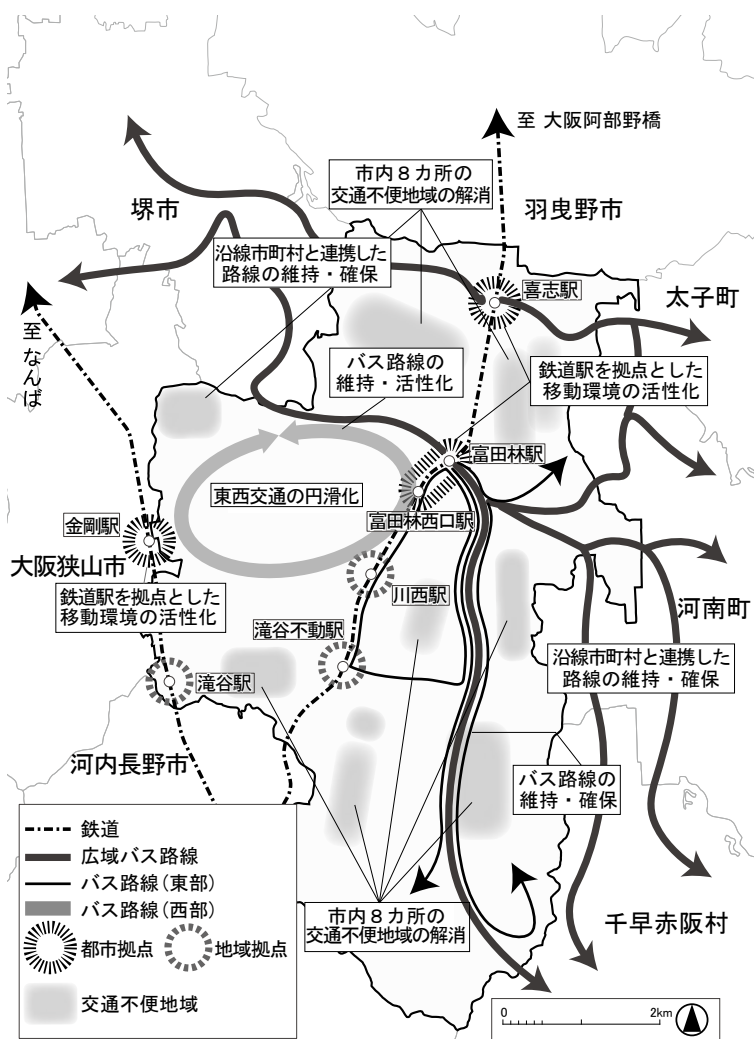 至 大阪阿部野橋
市内８カ所の
交通不便地域の解消
堺市
羽曳野市
沿線市町村と連携した
路線の維持・確保
喜志駅
太子町
至 なんば
バス路線の
維持・活性化
鉄道駅を拠点とした
移動環境の活性化
富田林駅
東西交通の円滑化
富田林西口駅
金剛駅
大阪狭山市
川西駅
鉄道駅を拠点とした
移動環境の活性化
河南町
滝谷不動駅
沿線市町村と連携した
路線の維持・確保
滝谷駅
河内長野市
バス路線の
維持・確保
鉄道
広域バス路線
バス路線（東部）
バス路線（西部）
都市拠点
地域拠点
交通不便地域
市内８カ所の
交通不便地域の解消
千早赤阪村
0
2km